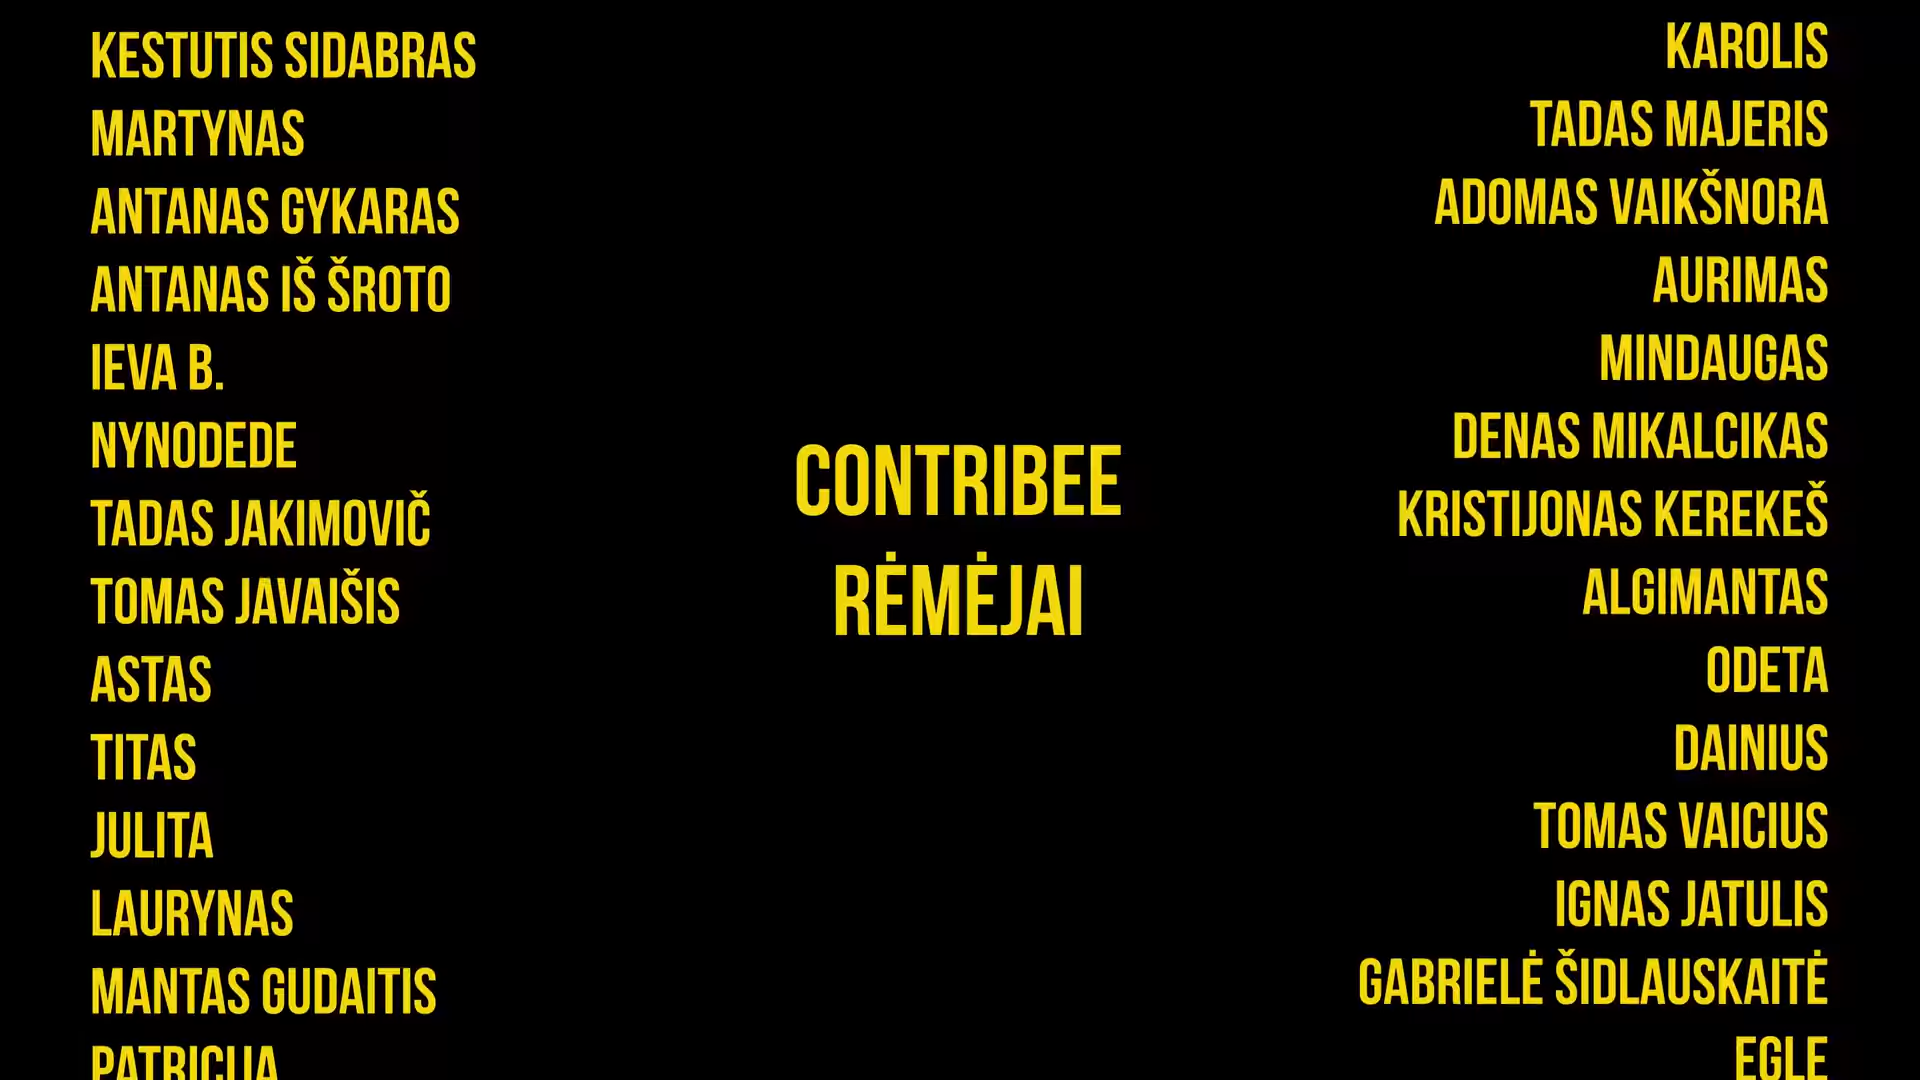 KESTUTIS SIDABRAS
MARTYNAS
ANTANAS GYKARAS
ANTANAS IŠ ŠROTO
IEVA B.
NYNODEDE
TADAS JAKIMOVIČ
TOMAS JAVAIŠIS
ASTAS
TITAS
JULITA
LAURYNAS
MANTAS GUDAITIS
PATRICIJA
CONTRIBEE
RĖMĖJAI
KAROLIS
TADAS MAJERIS
ADOMAS VAIKŠNORA
AURIMAS
MINDAUGAS
DENAS MIKALCIKAS
KRISTIJONAS KEREKEŠ
ALGIMANTAS
ODETA
DAINIUS
TOMAS VAICIUS
IGNAS JATULIS
GABRIELĖ ŠIDLAUSKAITĖ
EGLE